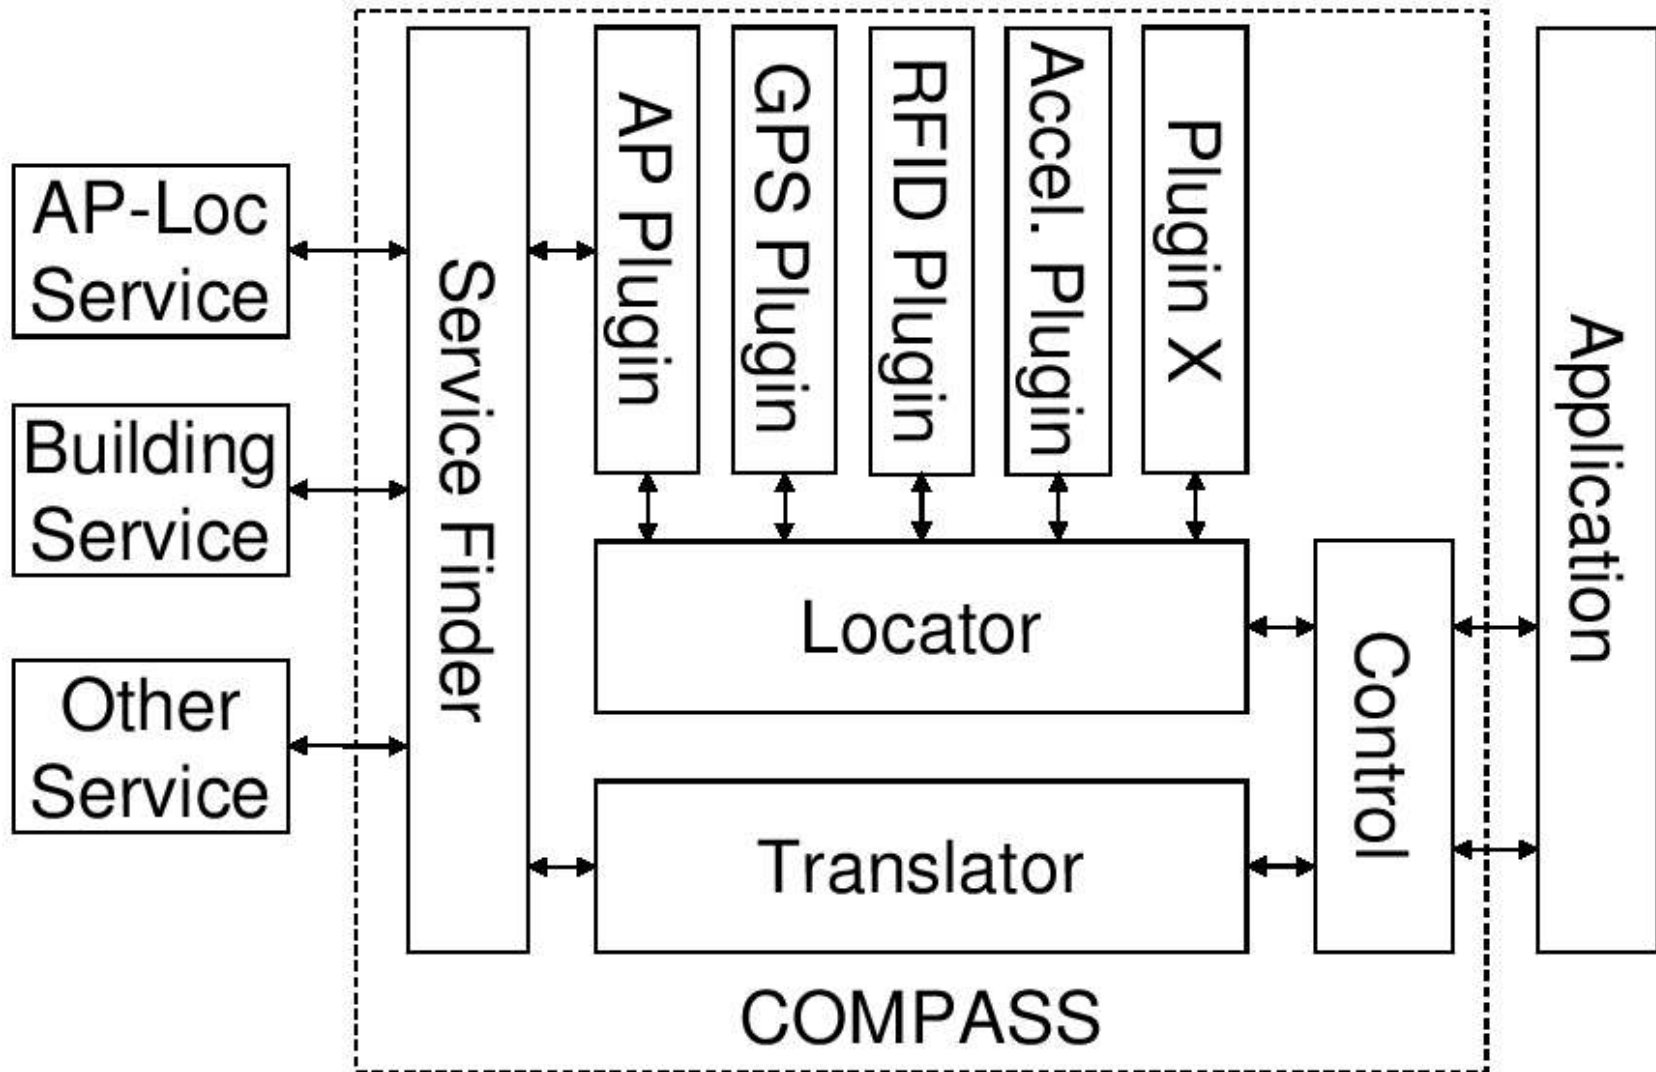 AP-Loc
Service
Building
Service
Other
Service
Service Finder
AP Plugin
GPS Plugin
RFID Plugin
Accel. Plugin
Plugin X
Locator
Translator
Control
Application
COMPASS